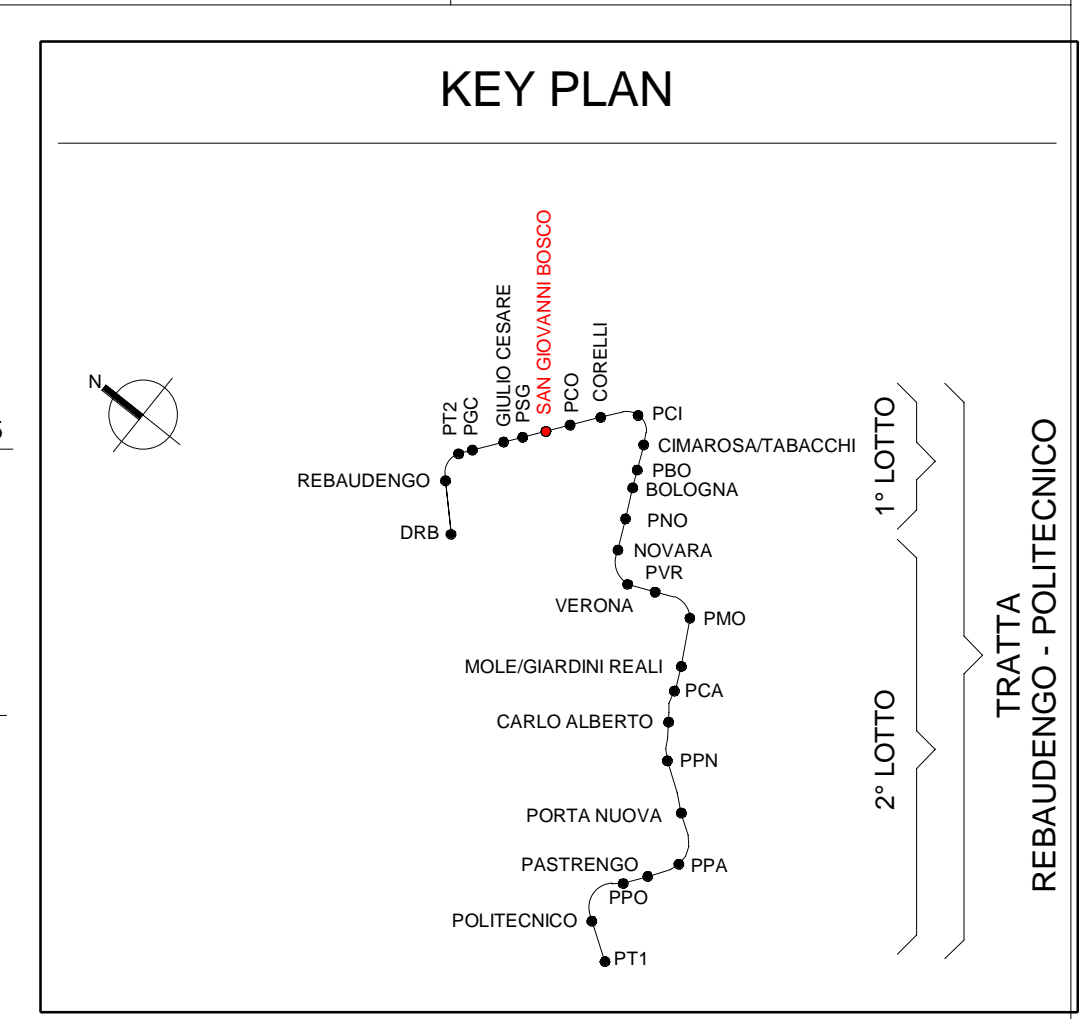 KEY PLAN
N
PT2
PGC
GIULIO CESARE
PSG
SAN GIOVANNI BOSCO
PCO
CORELLI
PCI
CIMAROSA/TABACCHI
REBAUDENGO
PBO
BOLOGNA
DRB
PNO
NOVARA
PVR
VERONA
PMO
MOLE/GIARDINI REALI
PCA
CARLO ALBERTO
PPN
PORTA NUOVA
PASTRENGO
PPA
PPO
POLITECNICO
PT1
1° LOTTO
2° LOTTO
TRATTA
REBAUDENGO - POLITECNICO